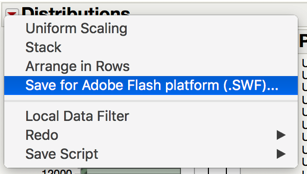 Distributions
Uniform Scaling
Stack
Arrange in Rows
Save for Adobe Flash platform (.SWF)...
Local Data Filter
Redo
Save Script
12000